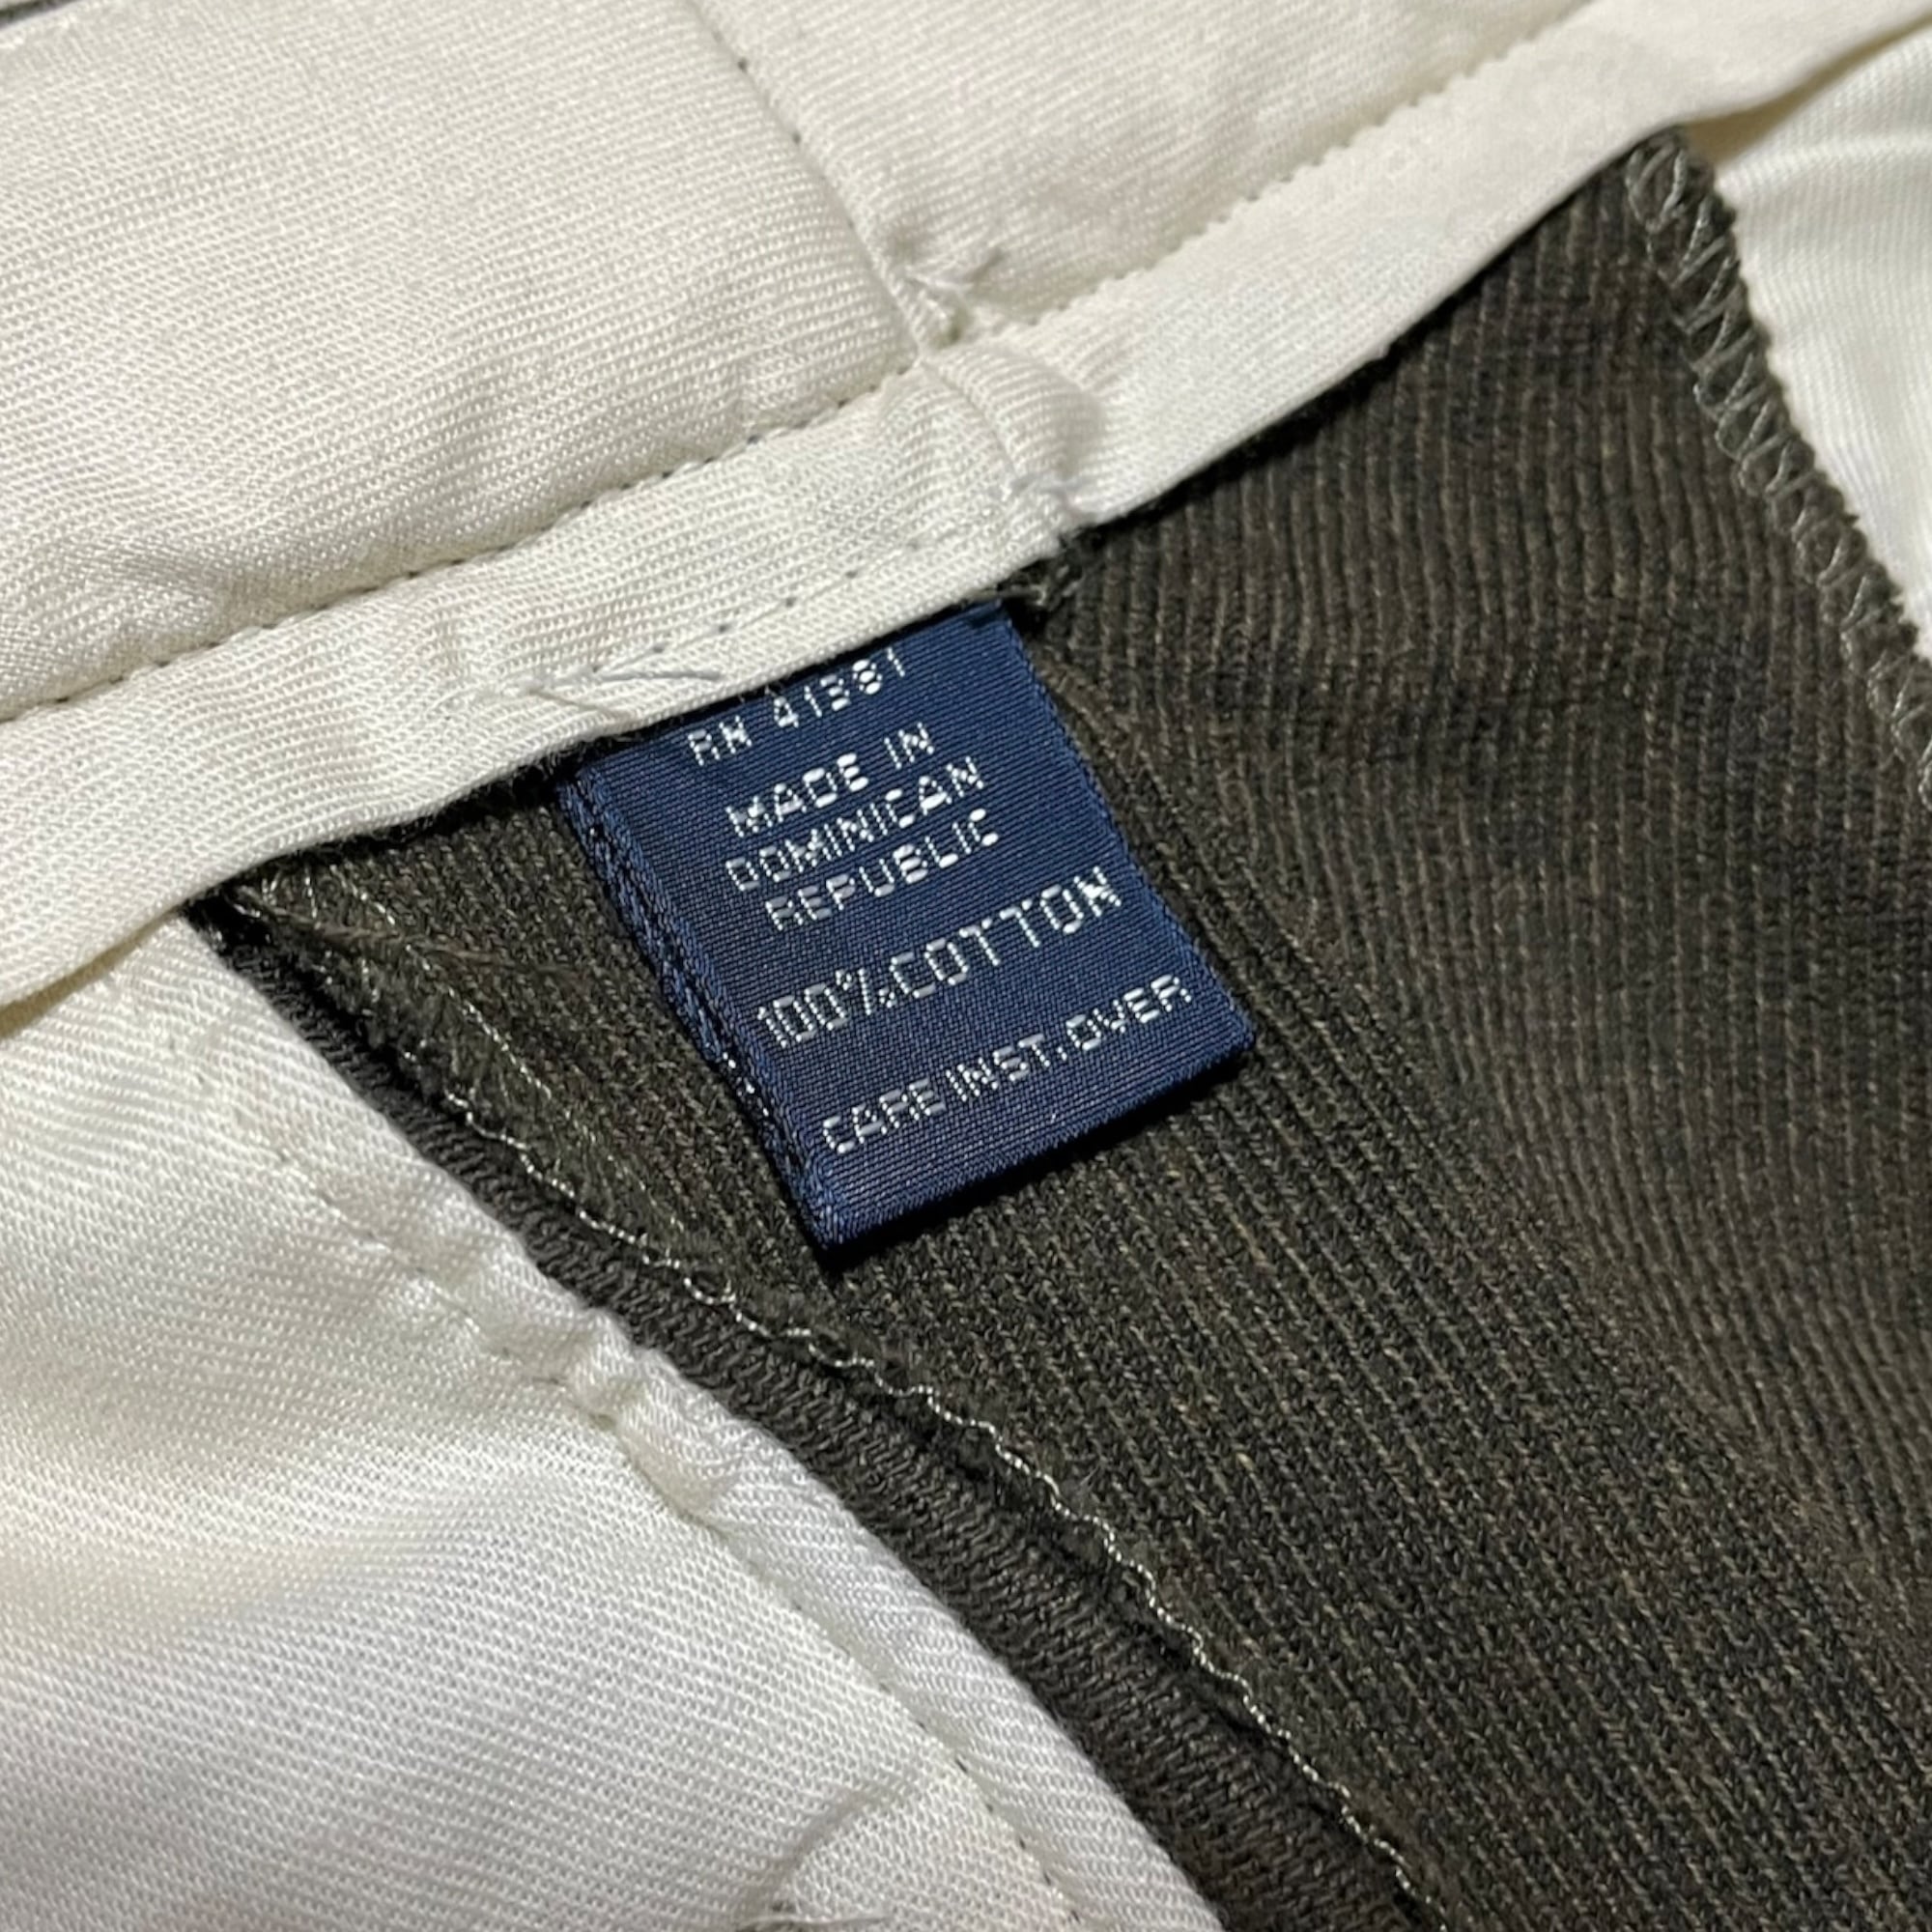 RN 41381
MADE IN
DOMINICAN
REPUBLIC
100%COTTON
CARE INST.OVER